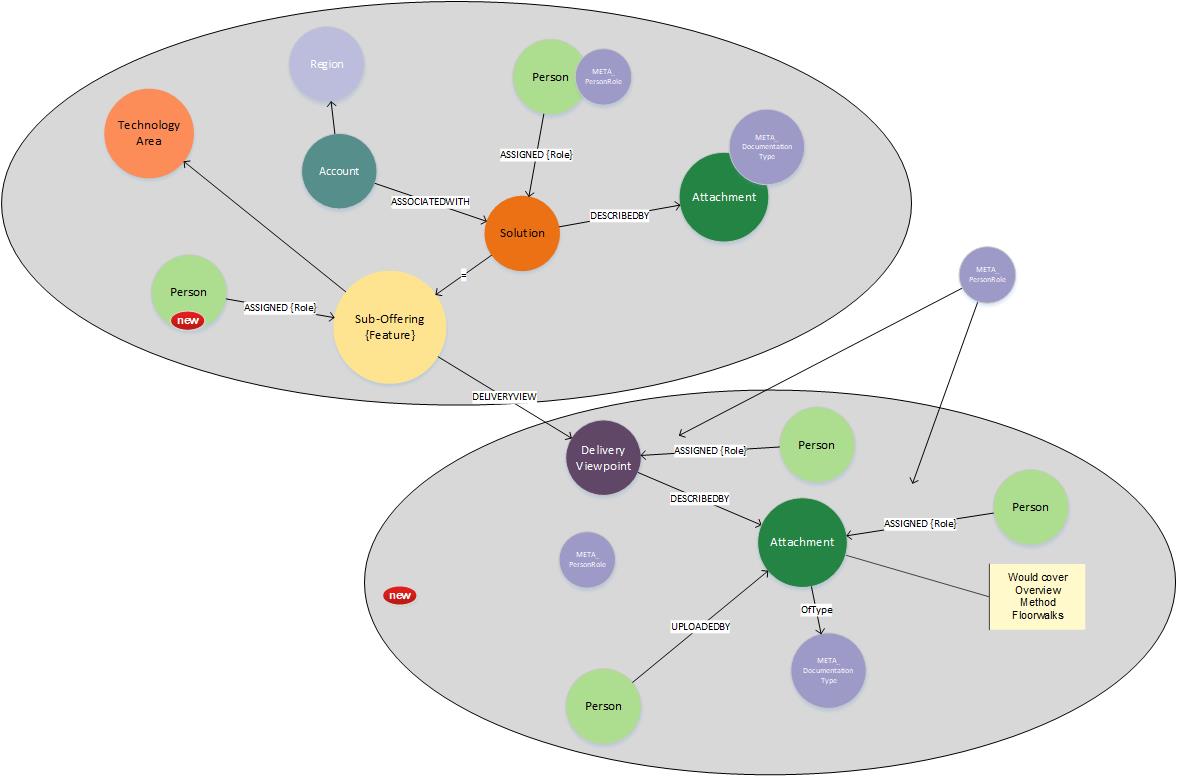 Region
Person
META_
PersonRole
Technology
Area
META_
Documentation
Type
ASSIGNED {Role}
Account
Attachment
ASSOCIATEDWITH
DESCRIBEDBY
Solution
=
META_
PersonRole
Person
new
ASSIGNED {Role}
Sub-Offering
{Feature}
DELIVERYVIEW
Delivery
Viewpoint
ASSIGNED {Role}
Person
DESCRIBEDBY
Person
ASSIGNED {Role}
Attachment
META_
PersonRole
new
Would cover
Overview
Method
Floorwalks
OfType
UPLOADEDBY
META_
Documentation
Type
Person